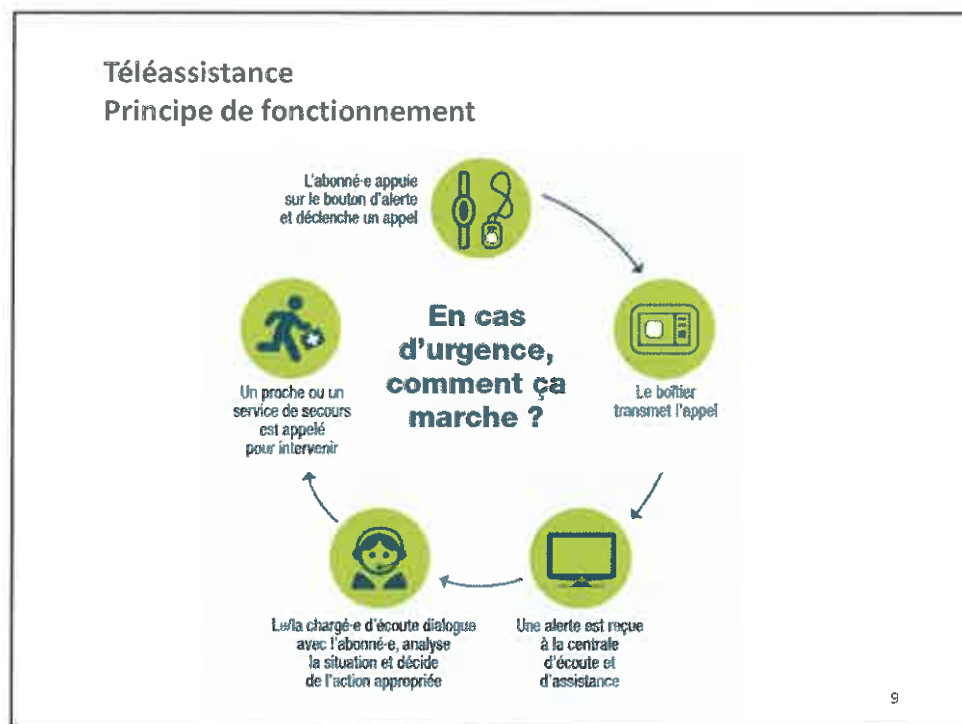 Téléassistance
Principe de fonctionnement
L'abonné·e appuie
sur le bouton d'alerte
et déclenche un appel
En cas
d'urgence,
comment ça
marche ?
Le boîtier
transmet l'appel
Une alerte est reçue
à la centrale
d'écoute et
d'assistance
Le/la chargé·e d'écoute dialogue
avec l'abonné·e, analyse
la situation et décide
de l'action appropriée
Un proche ou un
service de secours
est appelé
pour intervenir
9